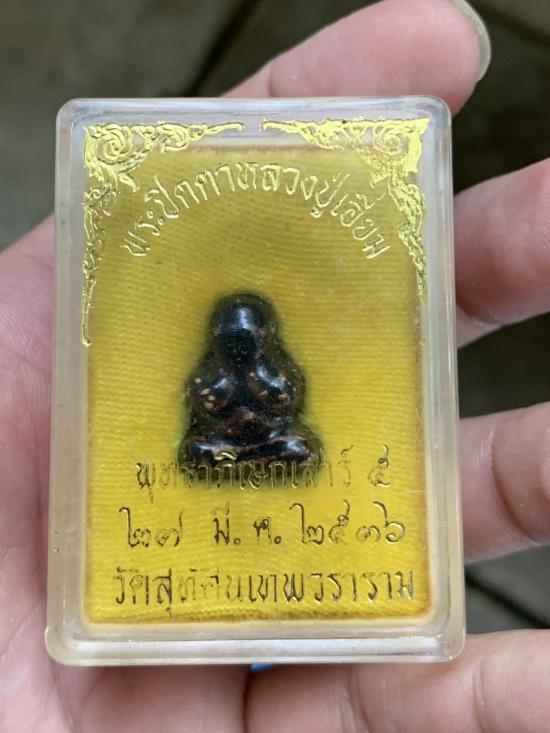 พระปิดตาหลวงปู่เอี่ยม
พุทธาภิเษกเสาร์ ๕
๒๗ มี.ค. ๒๕๓๖
วัดสุทัศนเทพวราราม